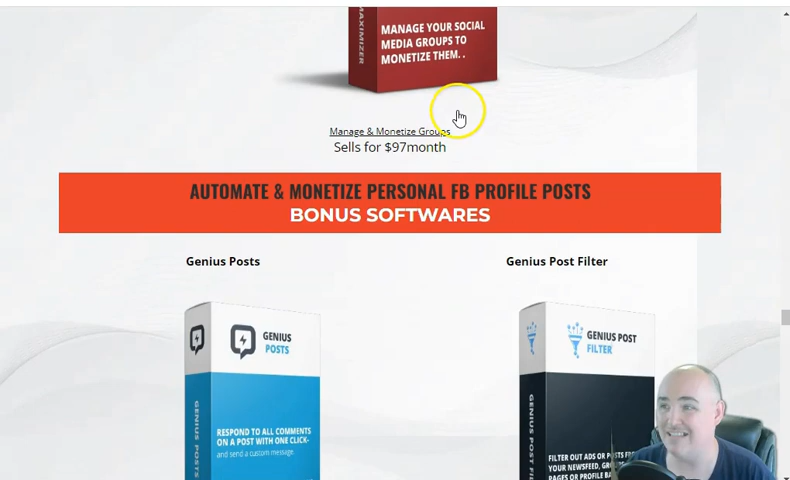 MAXIMIZER
MANAGE YOUR SOCIAL
MEDIA GROUPS TO
MONETIZE THEM. .
Manage & Monetize Groups
Sells for $97month
AUTOMATE & MONETIZE PERSONAL FB PROFILE POSTS
BONUS SOFTWARES
Genius Posts
Genius Post Filter
GENIUS
POSTS
GENIUS POSTS
RESPOND TO ALL COMMENTS
ON A POST WITH ONE CLICK-
and send a custom message.
GENIUS POST
FILTER
GENIUS POST FI
FILTER OUT ADS OR POSTS FR
YOUR NEWSFEED, GR
PAGES OR PROFILE BA